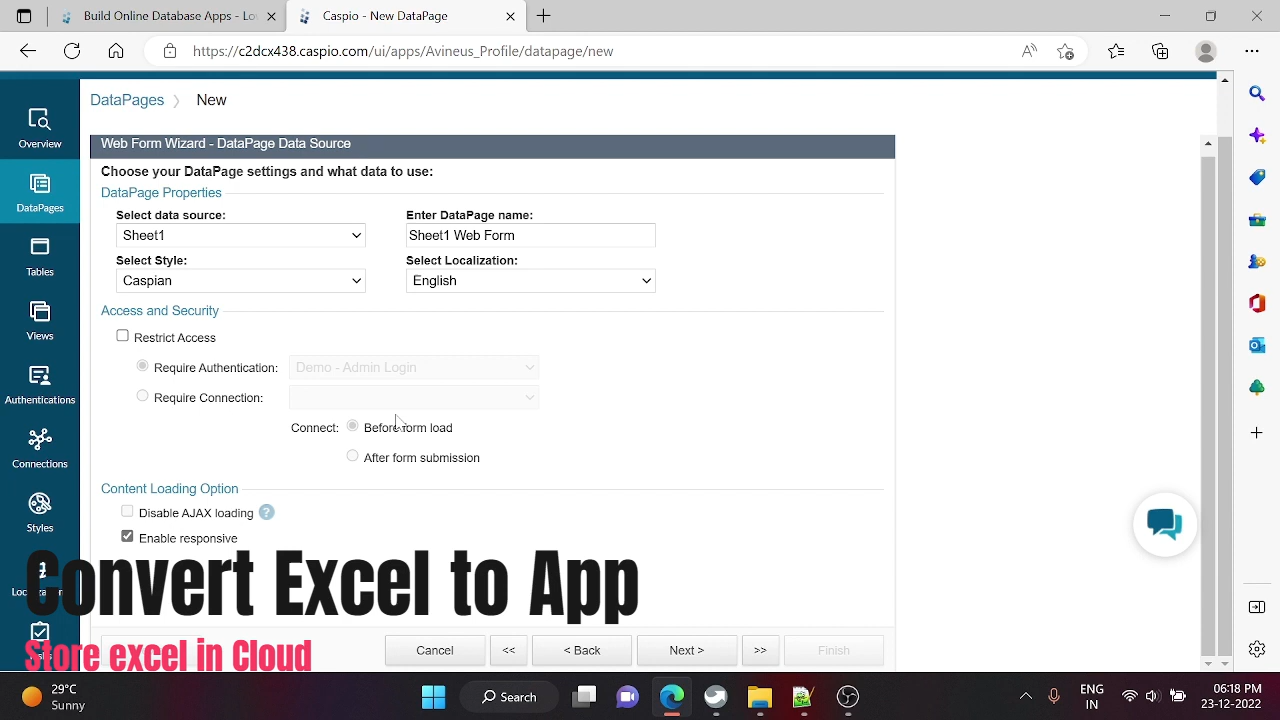 Build Online Apps - Lo
Caspio - New DataPage
https://c2dcx438.caspio.com/ui/apps/Avineus_Profile/datapage/new
DataPages
New
Overview
DataPages
Tables
Views
Authentications
Connections
Styles
Web Form Wizard - DataPage Data Source
Choose your DataPage settings and what data to use:
DataPage Properties
Select data source:
Enter DataPage name:
Sheet1
Sheet1 Web Form
Select Style:
Select Localization:
Caspian
English
Access and Security
Restrict Access
Require Authentication:
Demo - Admin Login
Require Connection:
Connect:
Before form load
After form submission
Content Loading Option
Disable AJAX loading
?
Enable responsive
Convert Excel to App
Store excel in Cloud
Cancel
<<
< Back
Next >
>>
Finish
29°C
Sunny
Search
ENG
IN
06:18 PM
23-12-2022